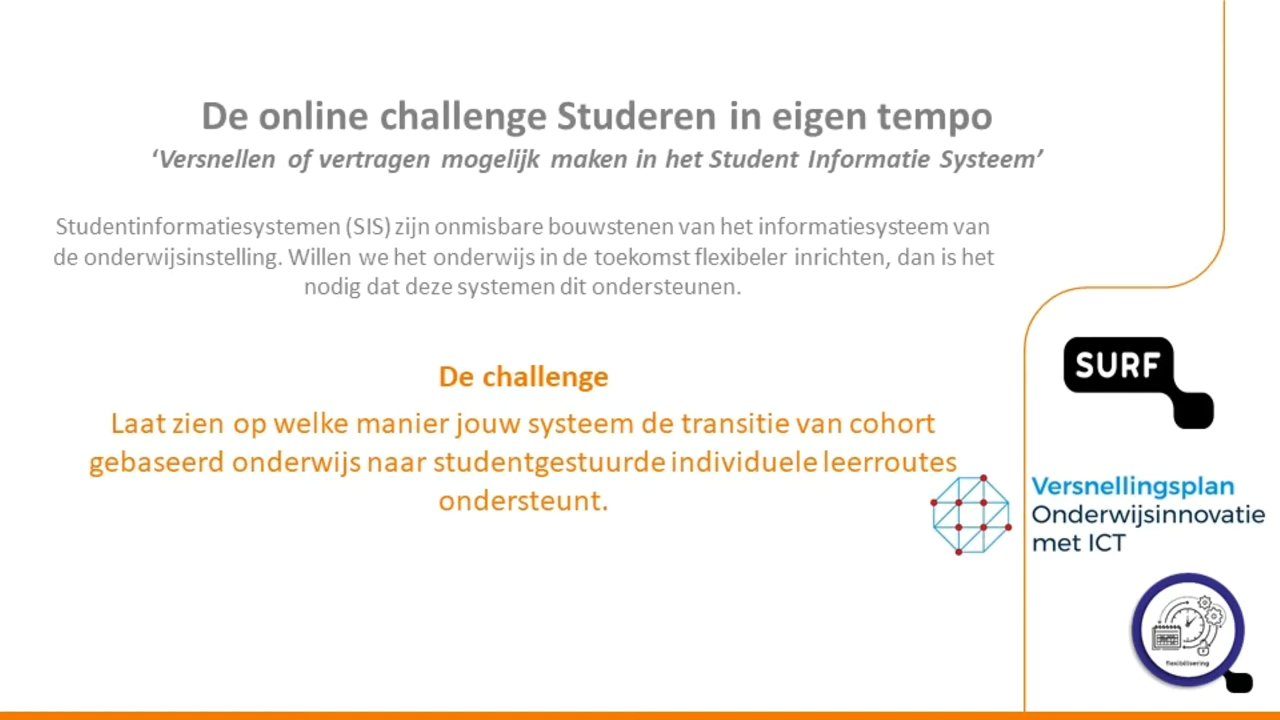 De online challenge Studeren in eigen tempo
‘Versnellen of vertragen mogelijk maken in het Student Informatie Systeem’
Studentinformatiesystemen (SIS) zijn onmisbare bouwstenen van het informatiesysteem van
de onderwijsinstelling. Willen we het onderwijs in de toekomst flexibeler inrichten, dan is het
nodig dat deze systemen dit ondersteunen.
De challenge
Laat zien op welke manier jouw systeem de transitie van cohort
gebaseerd onderwijs naar studentgestuurde individuele leerroutes
ondersteunt.
SURF
Versnellingsplan
Onderwijsinnovatie
met ICT
flexibilisering